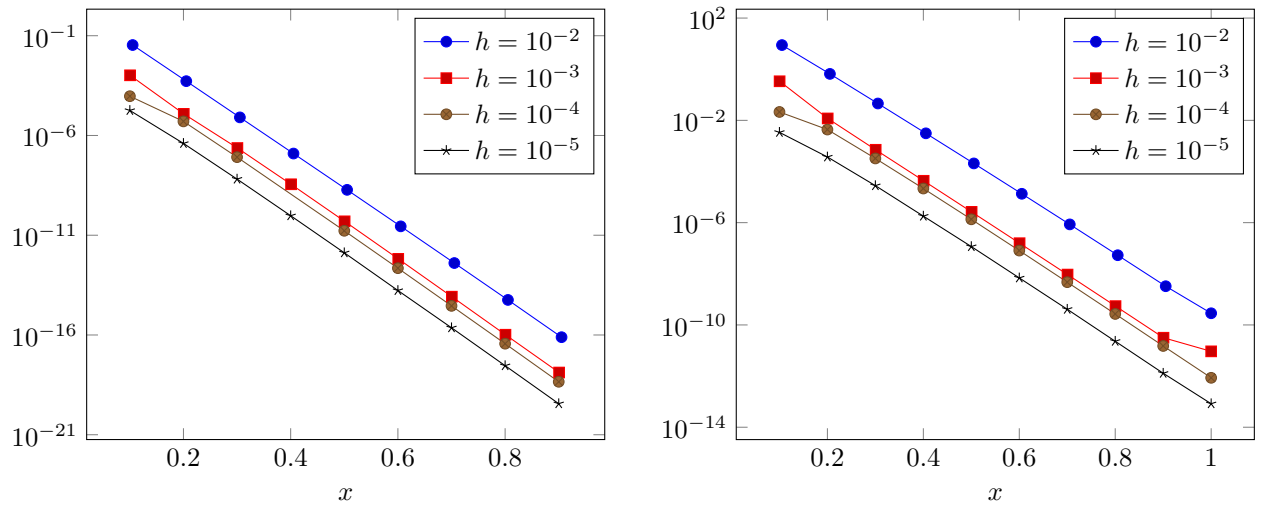 10^{-1}
10^{-6}
10^{-11}
10^{-16}
10^{-21}
0.2 0.4 0.6 0.8
x
h = 10^{-2}
h = 10^{-3}
h = 10^{-4}
h = 10^{-5}
10^{2}
10^{-2}
10^{-6}
10^{-10}
10^{-14}
0.2 0.4 0.6 0.8 1
x
h = 10^{-2}
h = 10^{-3}
h = 10^{-4}
h = 10^{-5}